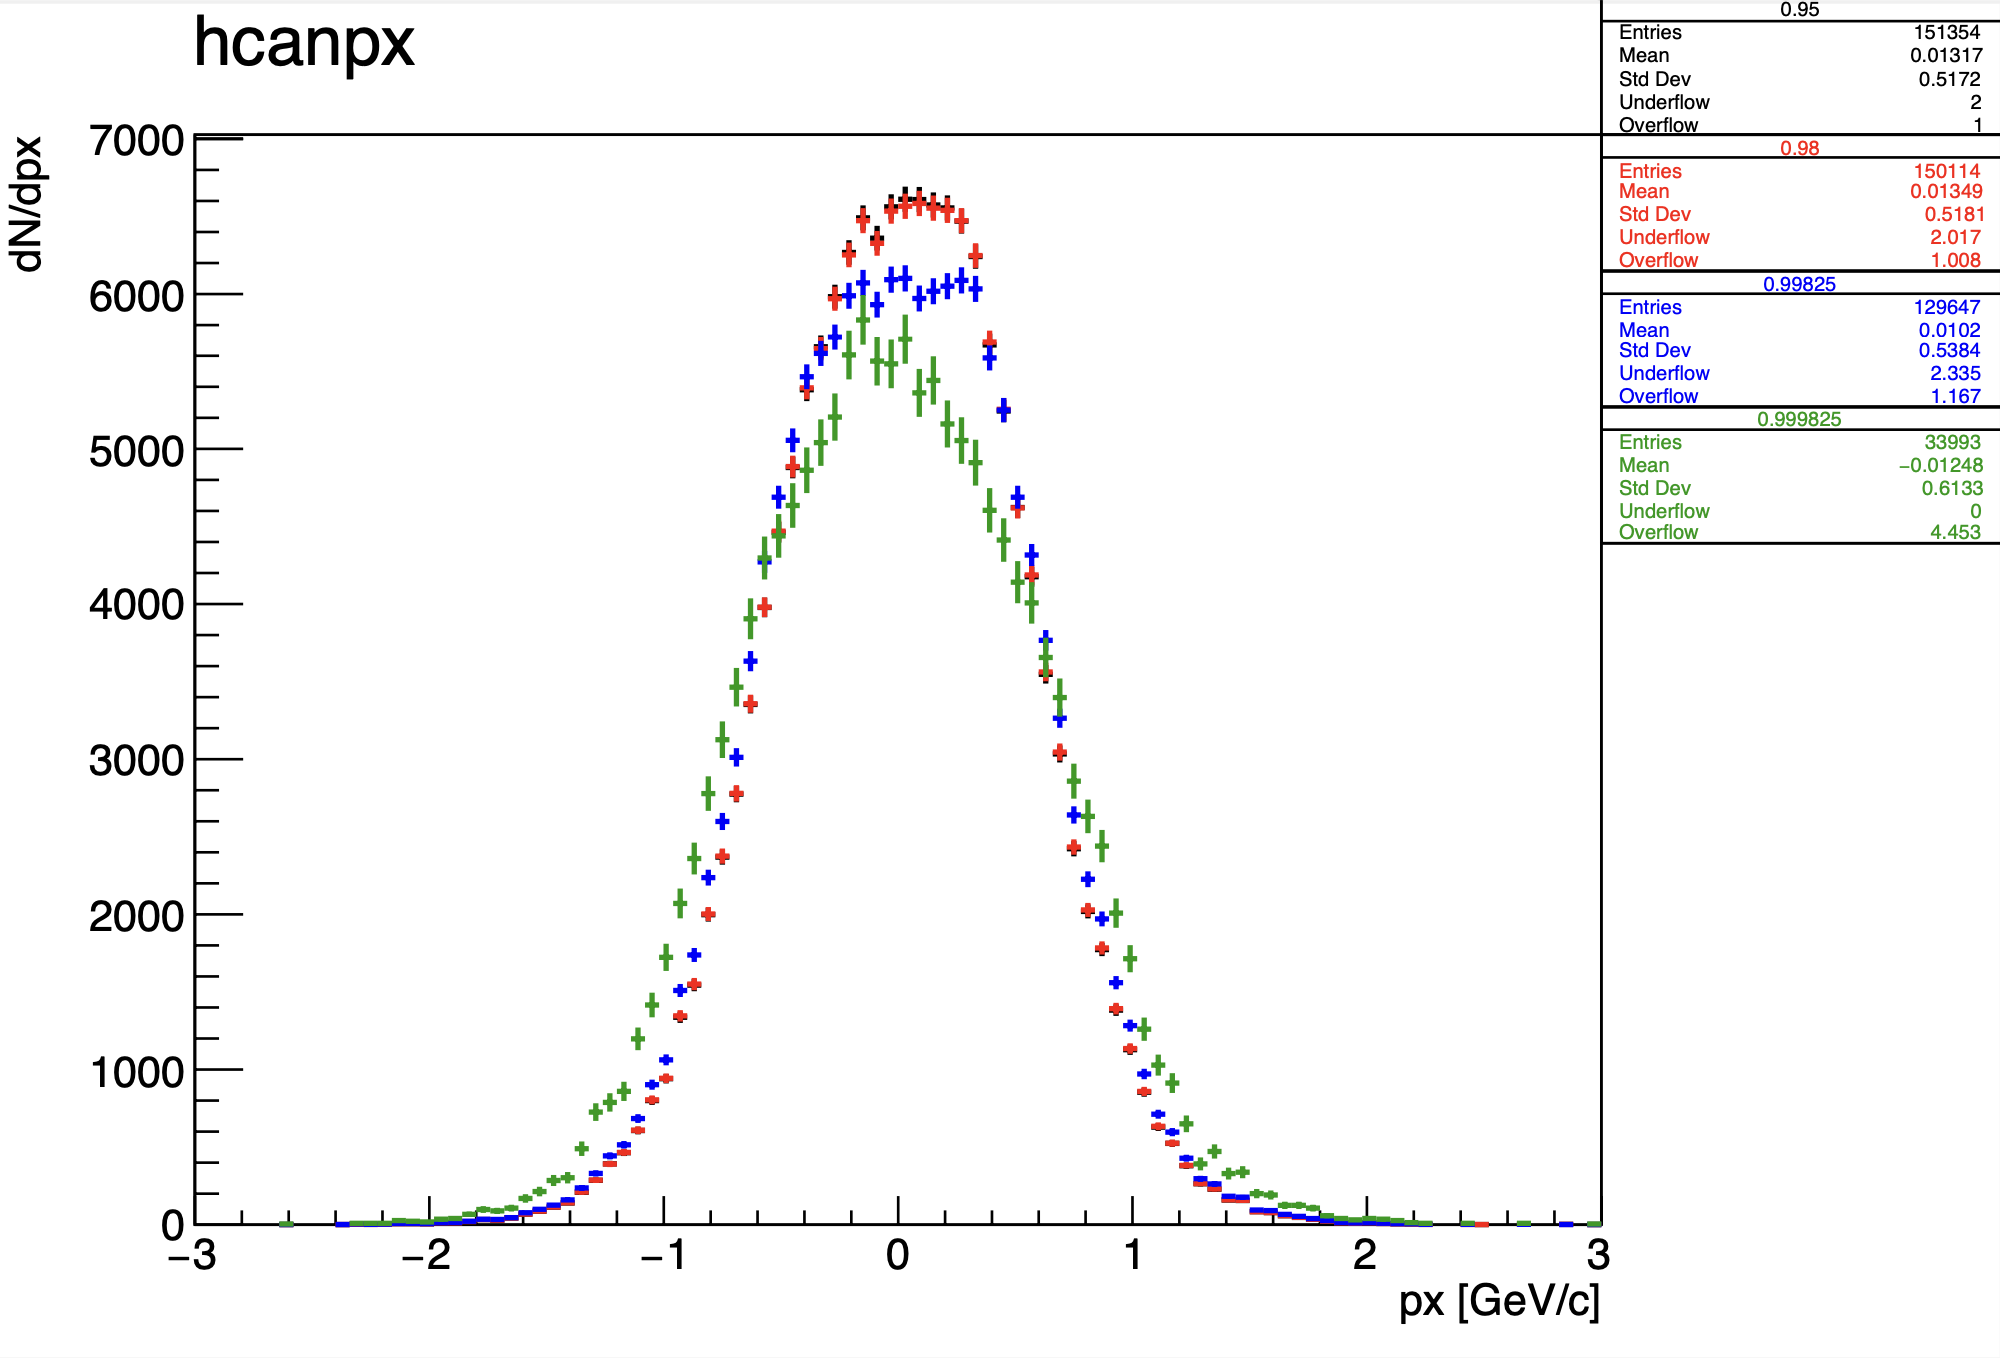 hcanpx
0.95
Entries 151354
Mean 0.01317
Std Dev 0.5172
Underflow 2
Overflow 1
0.98
Entries 150114
Mean 0.01349
Std Dev 0.5181
Underflow 2.017
Overflow 1.008
0.99825
Entries 129647
Mean 0.0102
Std Dev 0.5384
Underflow 2.335
Overflow 1.167
0.999825
Entries 33993
Mean −0.01248
Std Dev 0.6133
Underflow 0
Overflow 4.453
dN/dpx
7000
6000
5000
4000
3000
2000
1000
0
−3 −2 −1 0 1 2 3
px [GeV/c]